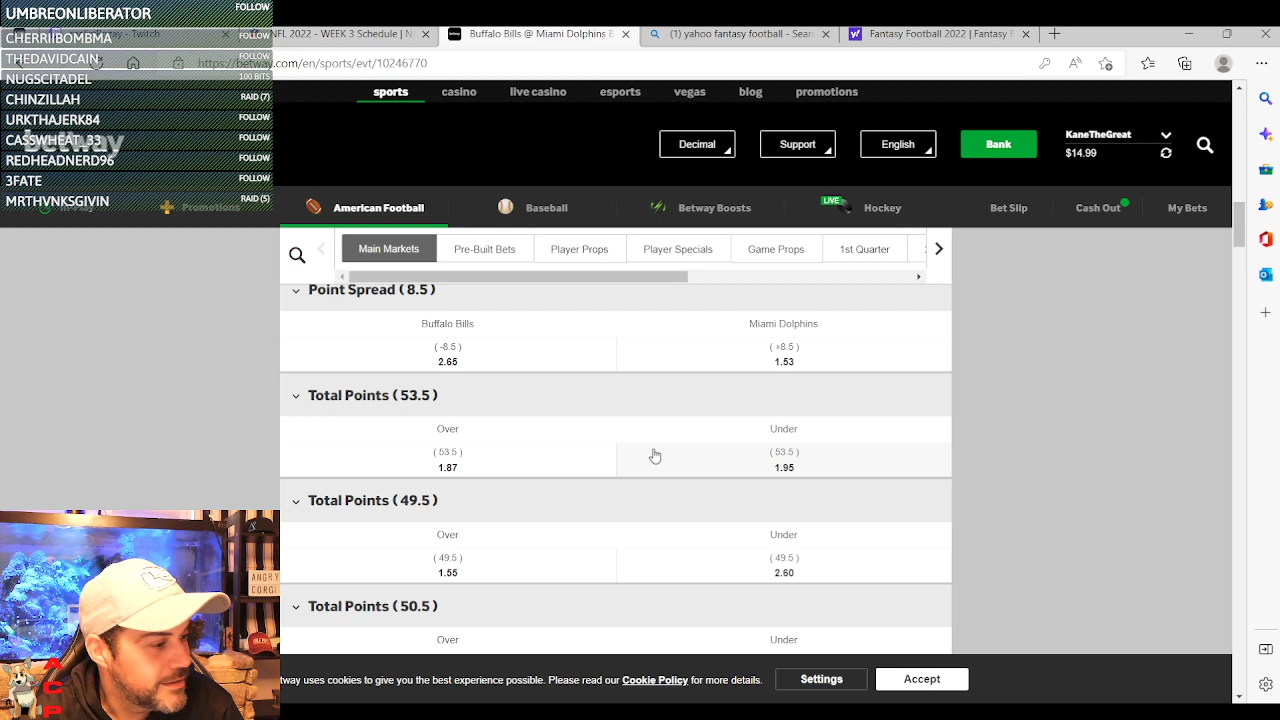 UMBREONLIBERATOR FOLLOW
CHERRIIBOMBMA FOLLOW
THEDAVIDCAIN FOLLOW
NUGSCITADEL 100 BITS
CHINZILLAH RAID (7)
URKTHAJERK84 FOLLOW
CASSWHEAT_33 FOLLOW
REDHEADNERD96 FOLLOW
3FATE FOLLOW
MRTHVNKSGIVIN RAID (5)
Twitch
NFL 2022 - WEEK 3 Schedule | N
Buffalo Bills @ Miami Dolphins B
(1) yahoo fantasy football - Sear
Fantasy Football 2022 | Fantasy F
https://betway.com/en/sports/evt/10246770
sports casino live casino esports vegas blog promotions
betway
Decimal Support English Bank KaneTheGreat
$14.99
Promotions American Football Baseball Betway Boosts LIVE Hockey Bet Slip Cash Out My Bets
Main Markets Pre-Built Bets Player Props Player Specials Game Props 1st Quarter
Point Spread ( 8.5 )
Buffalo Bills Miami Dolphins
( -8.5 ) ( +8.5 )
2.65 1.53
Total Points ( 53.5 )
Over Under
( 53.5 ) ( 53.5 )
1.87 1.95
Total Points ( 49.5 )
Over Under
( 49.5 ) ( 49.5 )
1.55 2.60
Total Points ( 50.5 )
Over Under
tway uses cookies to give you the best experience possible. Please read our Cookie Policy for more details. Settings Accept
ANGRY
CORGI
A
C
P